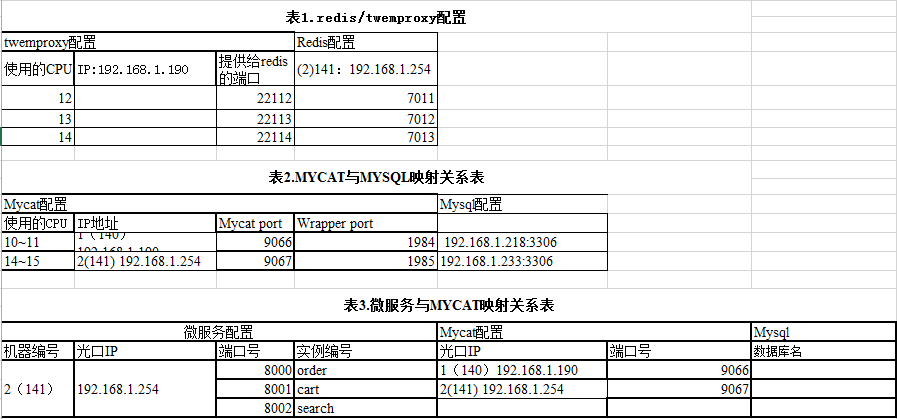 表1.redis/twemproxy配置
twemproxy配置 Redis配置
使用的CPU IP:192.168.1.190 提供给redis的端口 (2)141：192.168.1.254
12 22112 7011
13 22113 7012
14 22114 7013
表2.MYCAT与MYSQL映射关系表
Mycat配置 Mysql配置
使用的CPU IP地址 Mycat port Wrapper port
10~11 1（140） 9066 1984 192.168.1.218:3306
14~15 2(141) 192.168.1.254 9067 1985 192.168.1.233:3306
表3.微服务与MYCAT映射关系表
微服务配置 Mycat配置 Mysql
机器编号 光口IP 端口号 实例编号 光口IP 端口号 数据库名
2（141） 192.168.1.254 8000 order 1（140）192.168.1.190 9066
8001 cart 2(141) 192.168.1.254 9067
8002 search